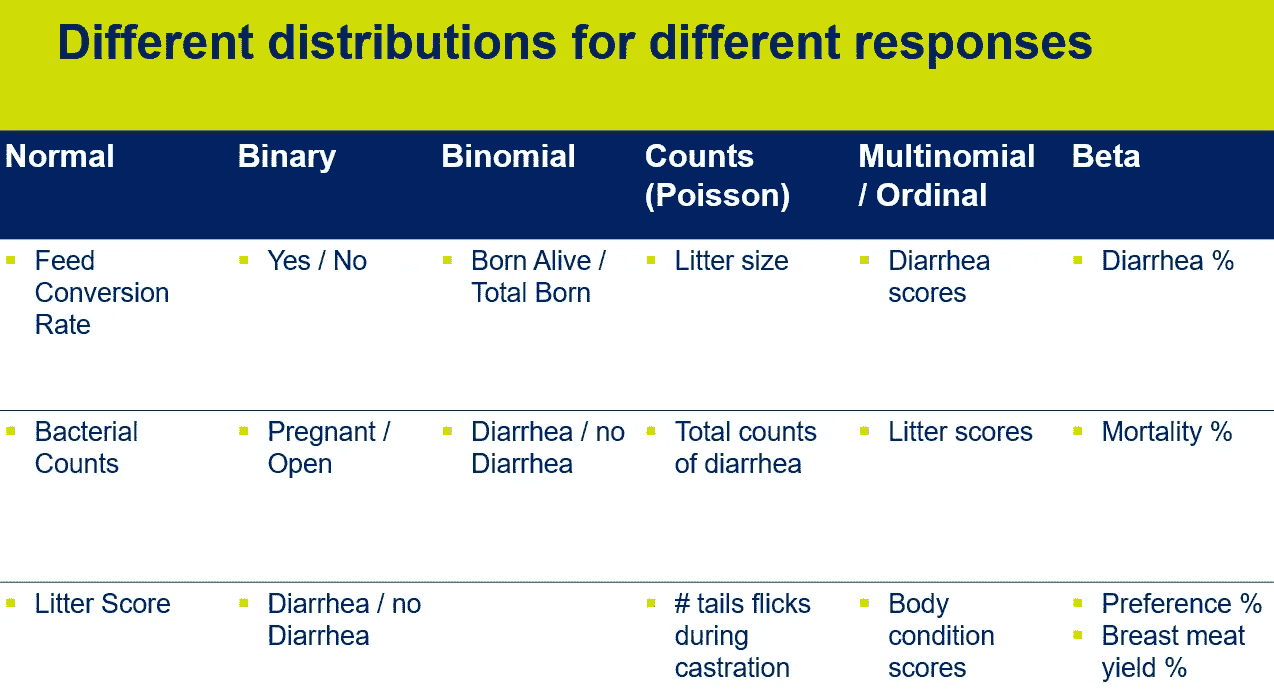 Different distributions for different responses
Normal
Binary
Binomial
Counts
(Poisson)
Multinomial
/ Ordinal
Beta
Feed
Conversion
Rate
Yes / No
Born Alive /
Total Born
Litter size
Diarrhea
scores
Diarrhea %
Bacterial
Counts
Pregnant /
Open
Diarrhea / no
Diarrhea
Total counts
of diarrhea
Litter scores
Mortality %
Litter Score
Diarrhea / no
Diarrhea
# tails flicks
during
castration
Body
condition
scores
Preference %
Breast meat
yield %